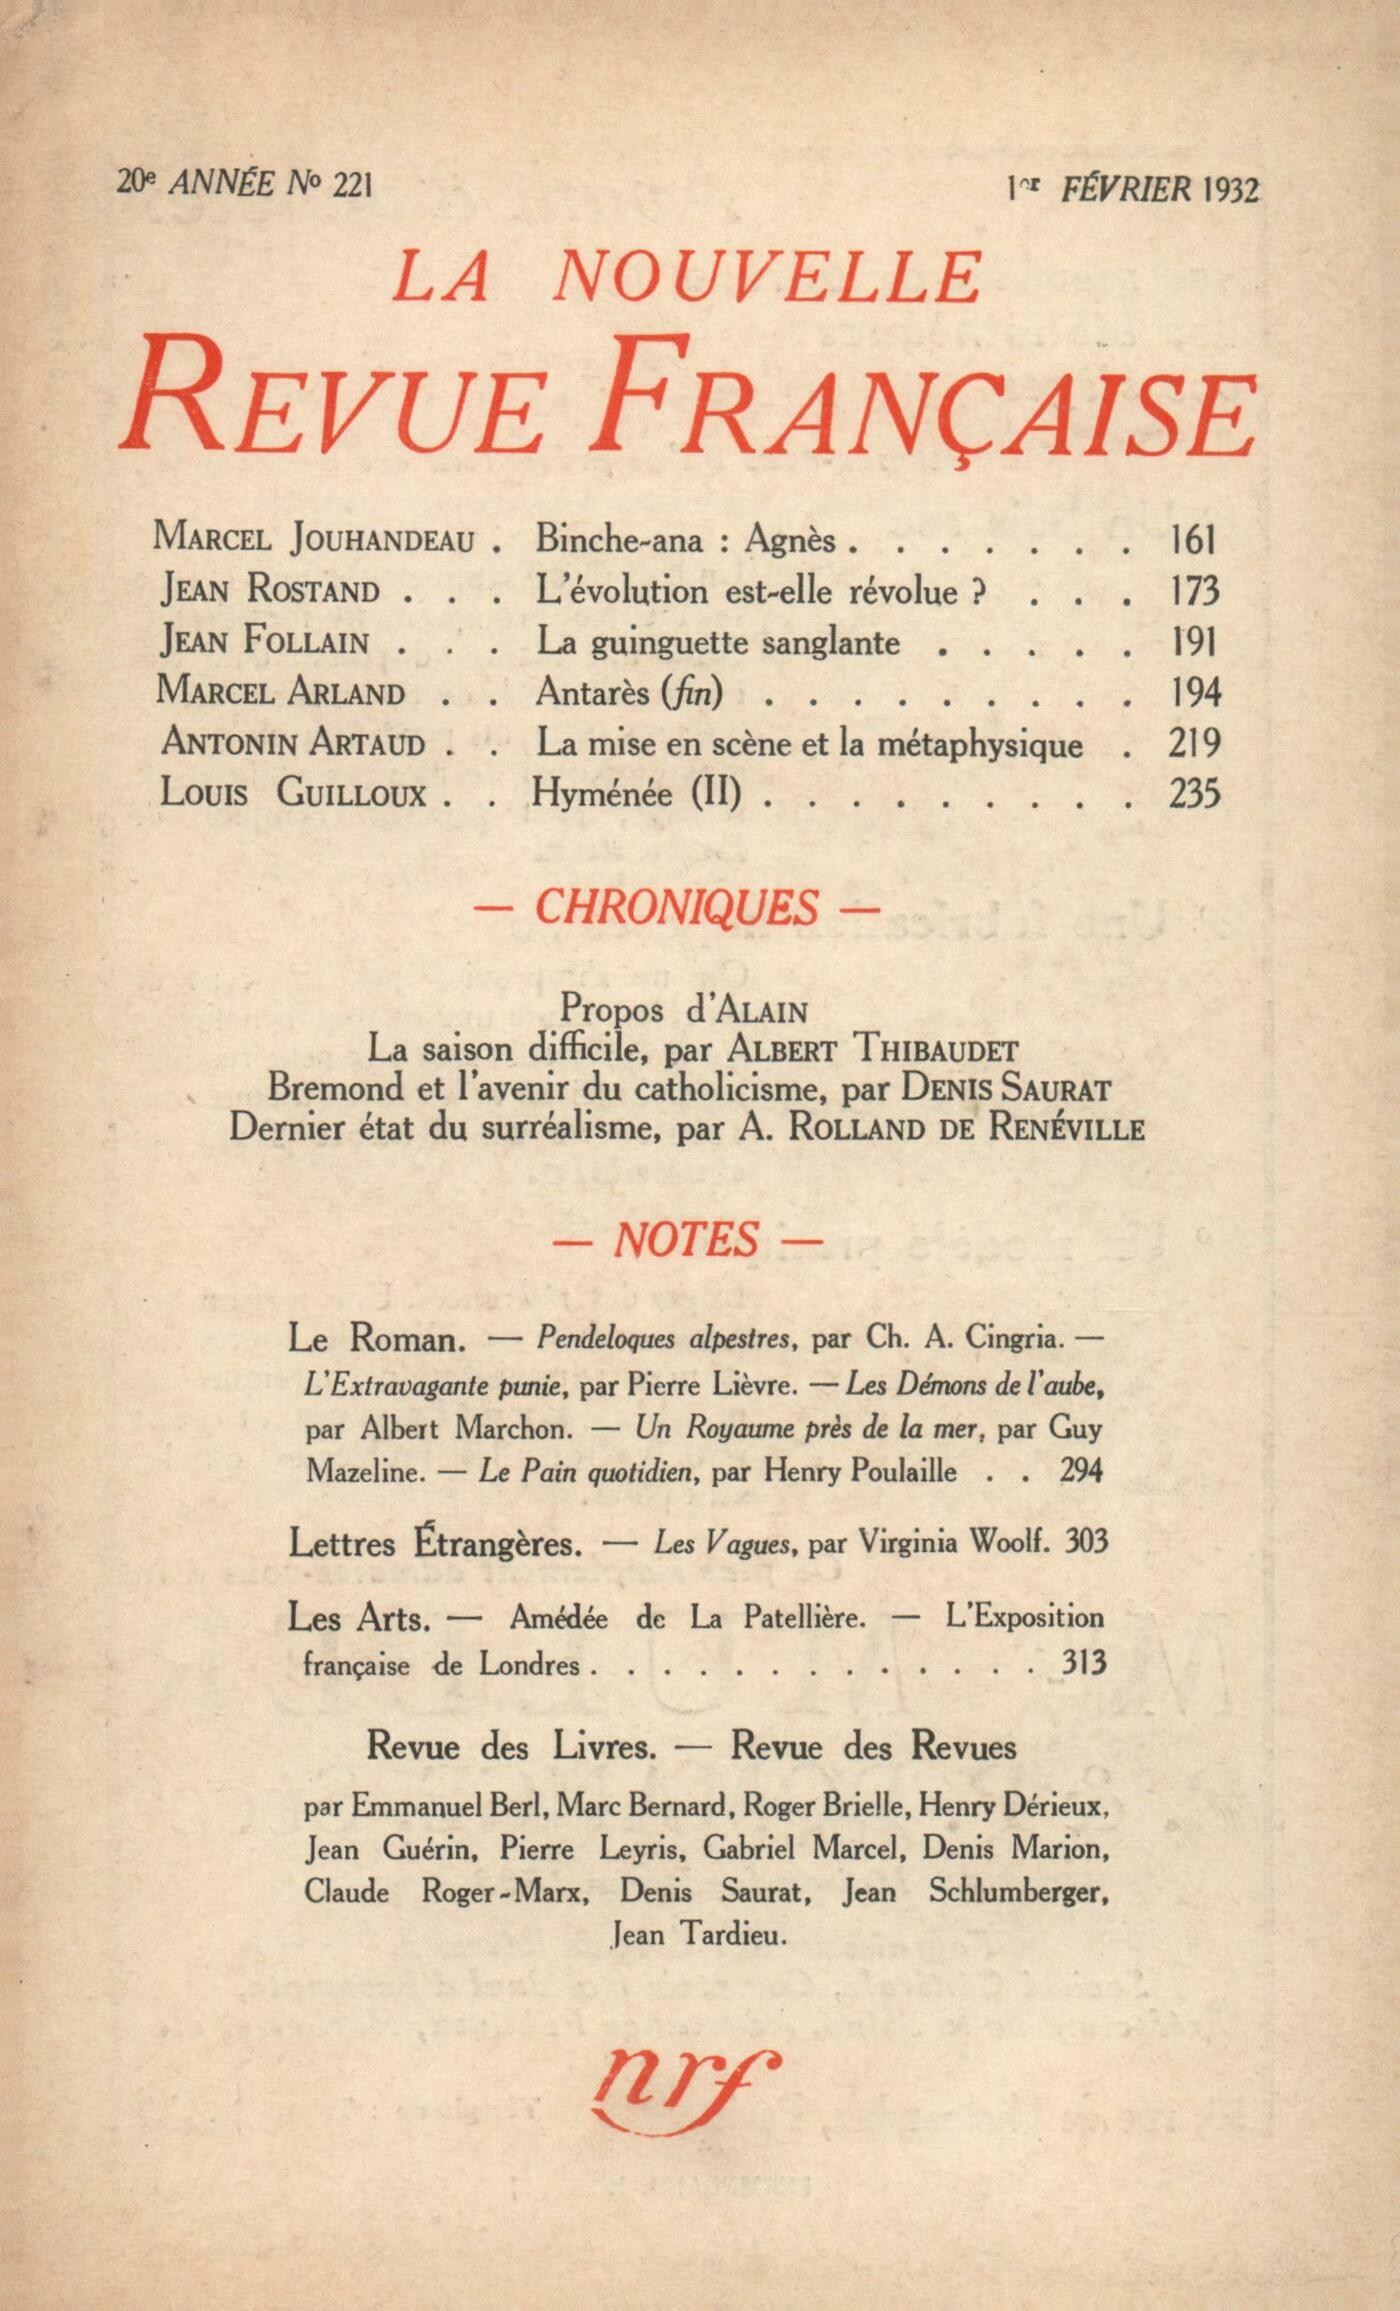 20e ANNÉE No 221 1er FÉVRIER 1932
LA NOUVELLE
REVUE FRANÇAISE
MARCEL JOUHANDEAU . Binche-ana : Agnès . . . . . . . 161
JEAN ROSTAND . . . L'évolution est-elle révolue ? . . . 173
JEAN FOLLAIN . . . La guinguette sanglante . . . . . 191
MARCEL ARLAND . . Antarès (fin) . . . . . . . . . 194
ANTONIN ARTAUD . . La mise en scène et la métaphysique . 219
LOUIS GUILLOUX . . Hyménée (II) . . . . . . . . . 235
— CHRONIQUES —
Propos d'ALAIN
La saison difficile, par ALBERT THIBAUDET
Bremond et l'avenir du catholicisme, par DENIS SAURAT
Dernier état du surréalisme, par A. ROLLAND DE RENÉVILLE
— NOTES —
Le Roman. — Pendeloques alpestres, par Ch. A. Cingria. —
L'Extravagante punie, par Pierre Lièvre. — Les Démons de l'aube,
par Albert Marchon. — Un Royaume près de la mer, par Guy
Mazeline. — Le Pain quotidien, par Henry Poulaille . . 294
Lettres Étrangères. — Les Vagues, par Virginia Woolf. 303
Les Arts. — Amédée de La Patellière. — L'Exposition
française de Londres . . . . . . . . . . . . . 313
Revue des Livres. — Revue des Revues
par Emmanuel Berl, Marc Bernard, Roger Brielle, Henry Dérieux,
Jean Guérin, Pierre Leyris, Gabriel Marcel, Denis Marion,
Claude Roger-Marx, Denis Saurat, Jean Schlumberger,
Jean Tardieu.
nrf